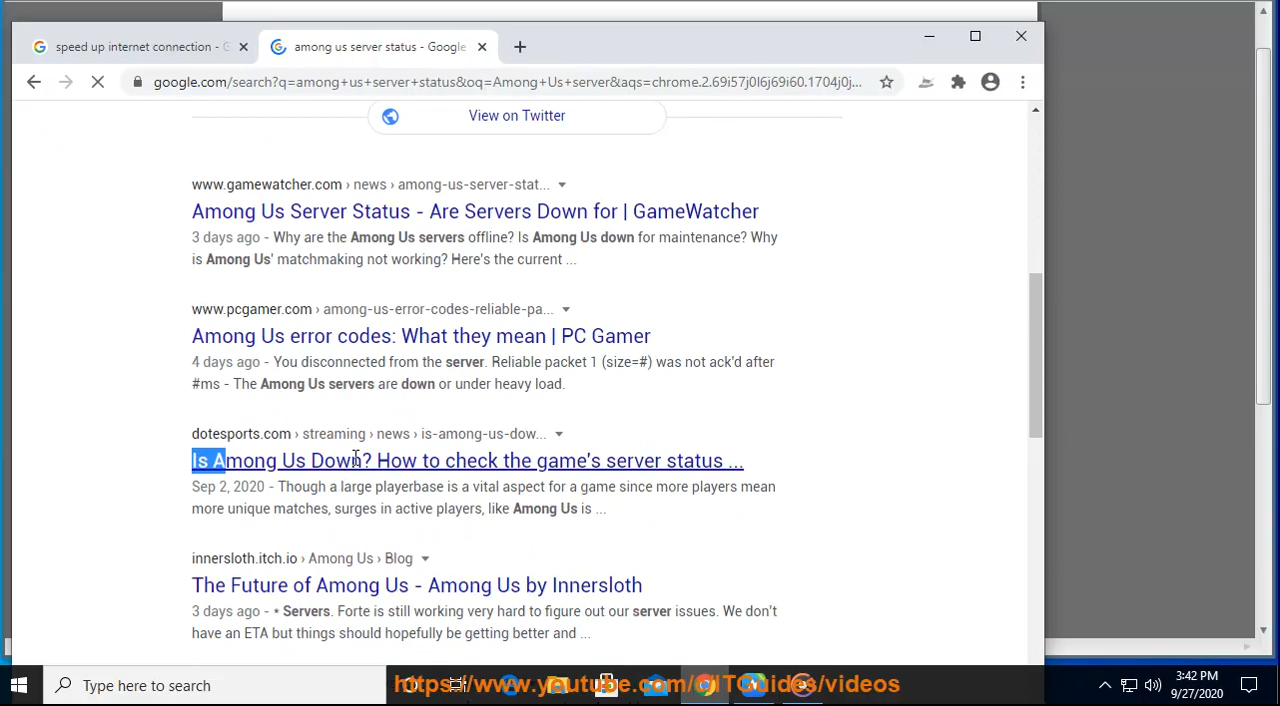 speed up internet connection - G
among us server status - Google
google.com/search?q=among+us+server+status&oq=Among+Us+server&aqs=chrome.2.69i57j0l6j69i60.1704j0j...
View on Twitter
www.gamewatcher.com › news › among-us-server-stat...
Among Us Server Status - Are Servers Down for | GameWatcher
3 days ago - Why are the Among Us servers offline? Is Among Us down for maintenance? Why
is Among Us' matchmaking not working? Here's the current ...
www.pcgamer.com › among-us-error-codes-reliable-pa...
Among Us error codes: What they mean | PC Gamer
4 days ago - You disconnected from the server. Reliable packet 1 (size=#) was not ack'd after
#ms - The Among Us servers are down or under heavy load.
dotesports.com › streaming › news › is-among-us-dow...
Is Among Us Down? How to check the game's server status ...
Sep 2, 2020 - Though a large playerbase is a vital aspect for a game since more players mean
more unique matches, surges in active players, like Among Us is ...
innersloth.itch.io › Among Us › Blog
The Future of Among Us - Among Us by Innersloth
3 days ago - • Servers. Forte is still working very hard to figure out our server issues. We don't
have an ETA but things should hopefully be getting better and ...
Type here to search
https://www.youtube.com/@ITGuides/videos
3:42 PM
9/27/2020